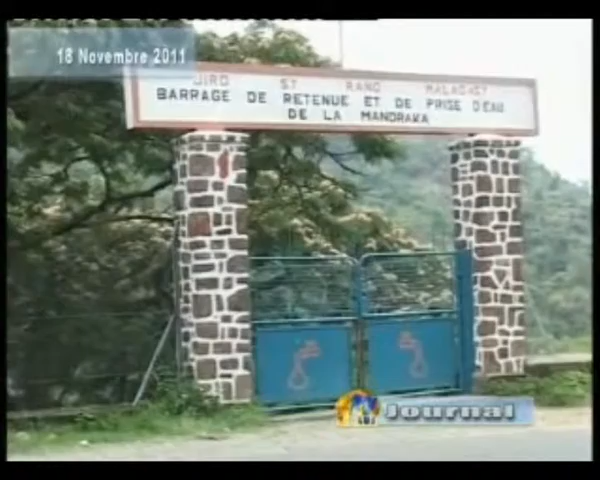 18 Novembre 2011
JIRO SY RANO MALAGASY
BARRAGE DE RETENUE ET DE PRISE D'EAU
DE LA MANDRAKA
Journal